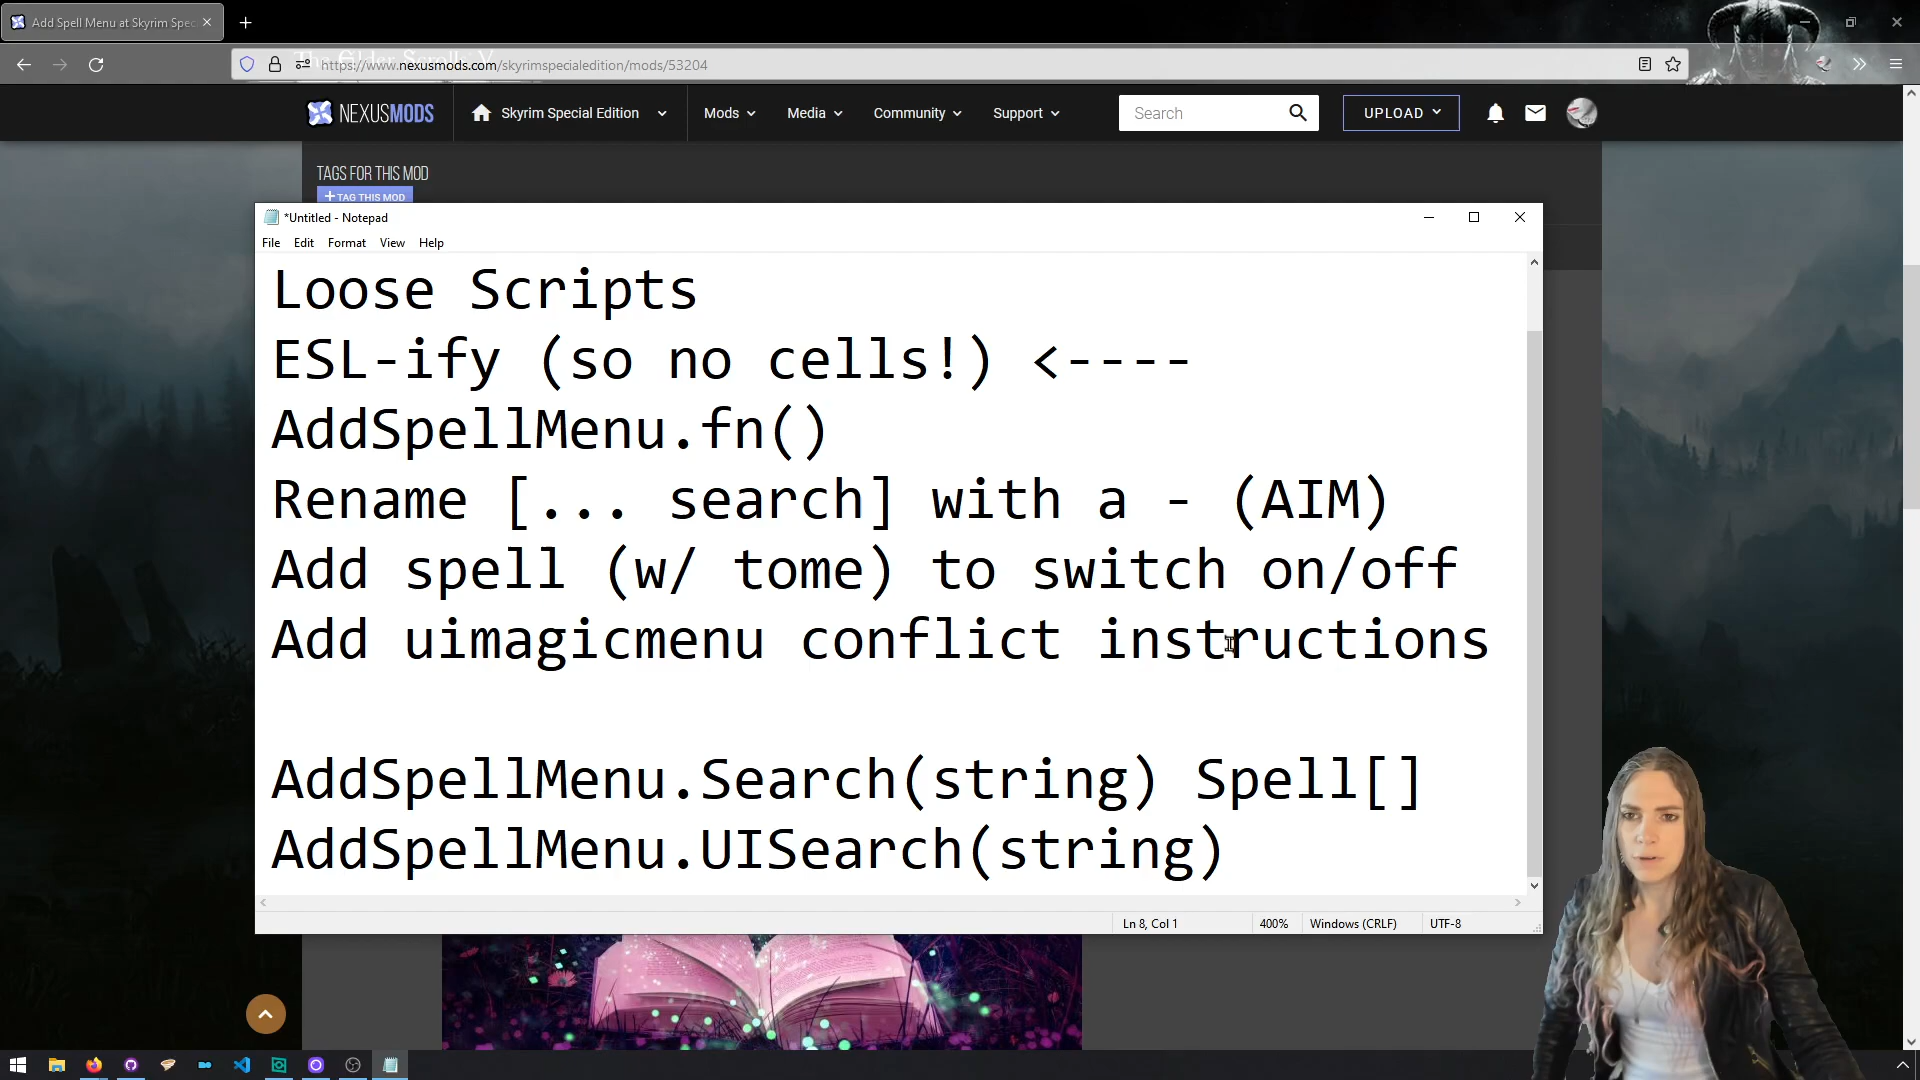 Add Spell Menu at Skyrim Spec
https://www.nexusmods.com/skyrimspecialedition/mods/53204
NEXUSMODS
Skyrim Special Edition
Mods
Media
Community
Support
Search
UPLOAD
TAGS FOR THIS MOD
+ TAG THIS MOD
*Untitled - Notepad
File Edit Format View Help
Loose Scripts
ESL-ify (so no cells!) <----
AddSpellMenu.fn()
Rename [... search] with a - (AIM)
Add spell (w/ tome) to switch on/off
Add uimagicmenu conflict instructions
AddSpellMenu.Search(string) Spell[]
AddSpellMenu.UISearch(string)
Ln 8, Col 1
400%
Windows (CRLF)
UTF-8